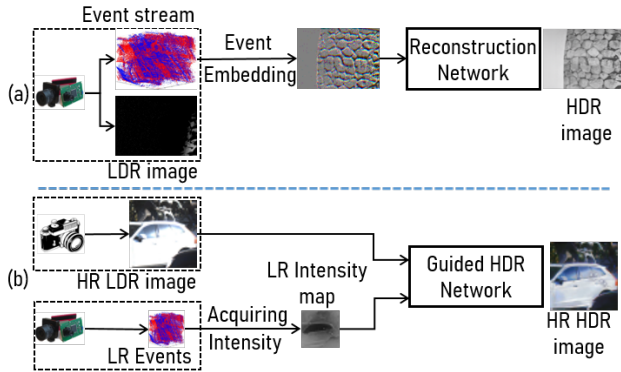 Event stream
Event
Embedding
Reconstruction
Network
(a)
LDR image
HDR
image
HR LDR image
LR Intensity
map
Guided HDR
Network
(b)
Acquiring
Intensity
LR Events
HR HDR
image